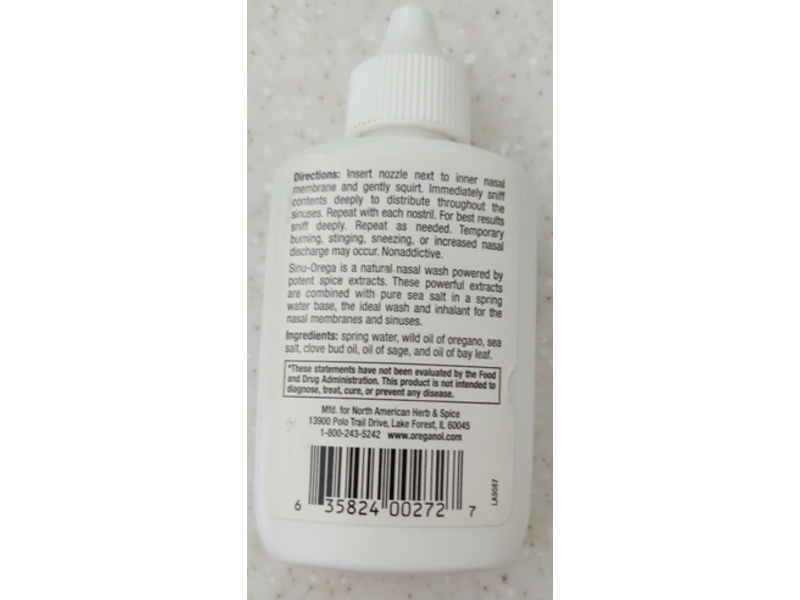 Directions: Insert nozzle next to inner nasal
membrane and gently squirt. Immediately sniff
contents deeply to distribute throughout the
sinuses. Repeat with each nostril. For best results
sniff deeply. Repeat as needed. Temporary
burning, stinging, sneezing, or increased nasal
discharge may occur. Nonaddictive.
Sinu-Orega is a natural nasal wash powered by
potent spice extracts. These powerful extracts
are combined with pure sea salt in a spring
water base, the ideal wash and inhalant for the
nasal membranes and sinuses.
Ingredients: spring water, wild oil of oregano, sea
salt, clove bud oil, oil of sage, and oil of bay leaf.
*These statements have not been evaluated by the Food
and Drug Administration. This product is not intended to
diagnose, treat, cure, or prevent any disease.
Mfd. for North American Herb & Spice
13900 Polo Trail Drive, Lake Forest, IL 60045
1-800-243-5242 www.oreganol.com
6 35824 00272 7
LA9087